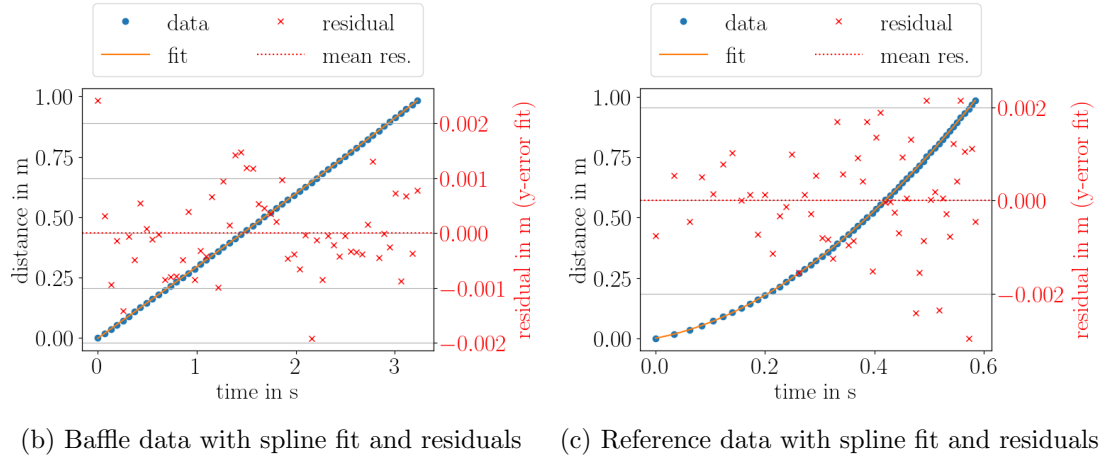 data
residual
fit
mean res.
1.00
0.75
0.50
0.25
0.00
distance in m
0
1
2
3
time in s
0.002
0.001
0.000
−0.001
−0.002
residual in m (y-error fit)
(b) Baffle data with spline fit and residuals
data
residual
fit
mean res.
1.00
0.75
0.50
0.25
0.00
distance in m
0.0
0.2
0.4
0.6
time in s
0.002
0.000
−0.002
residual in m (y-error fit)
(c) Reference data with spline fit and residuals